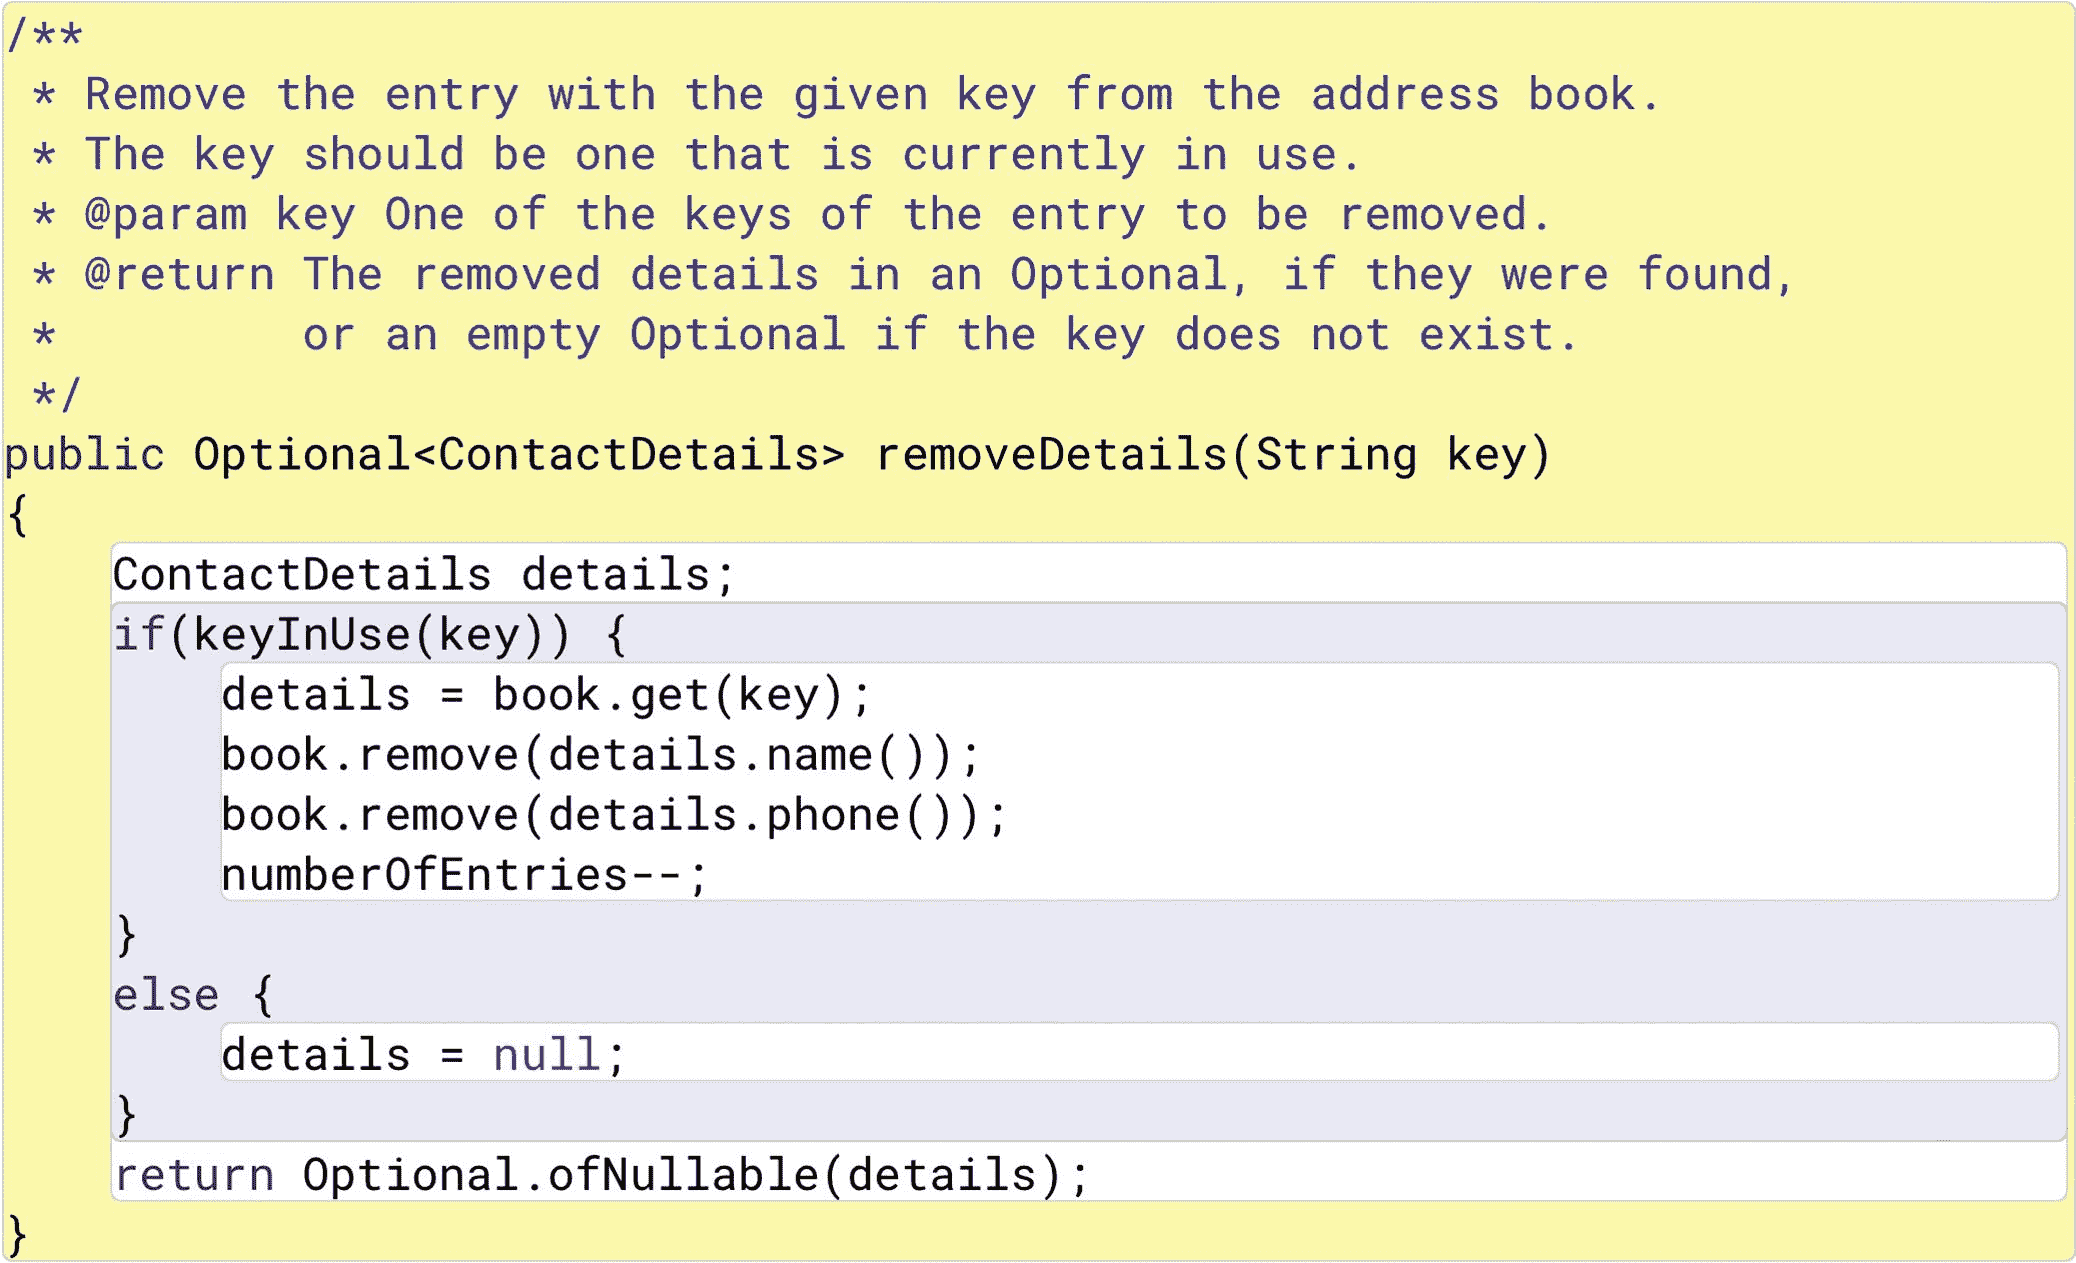 /**
 * Remove the entry with the given key from the address book.
 * The key should be one that is currently in use.
 * @param key One of the keys of the entry to be removed.
 * @return The removed details in an Optional, if they were found,
 *         or an empty Optional if the key does not exist.
 */
public Optional<ContactDetails> removeDetails(String key)
{
    ContactDetails details;
    if(keyInUse(key)) {
        details = book.get(key);
        book.remove(details.name());
        book.remove(details.phone());
        numberOfEntries--;
    }
    else {
        details = null;
    }
    return Optional.ofNullable(details);
}